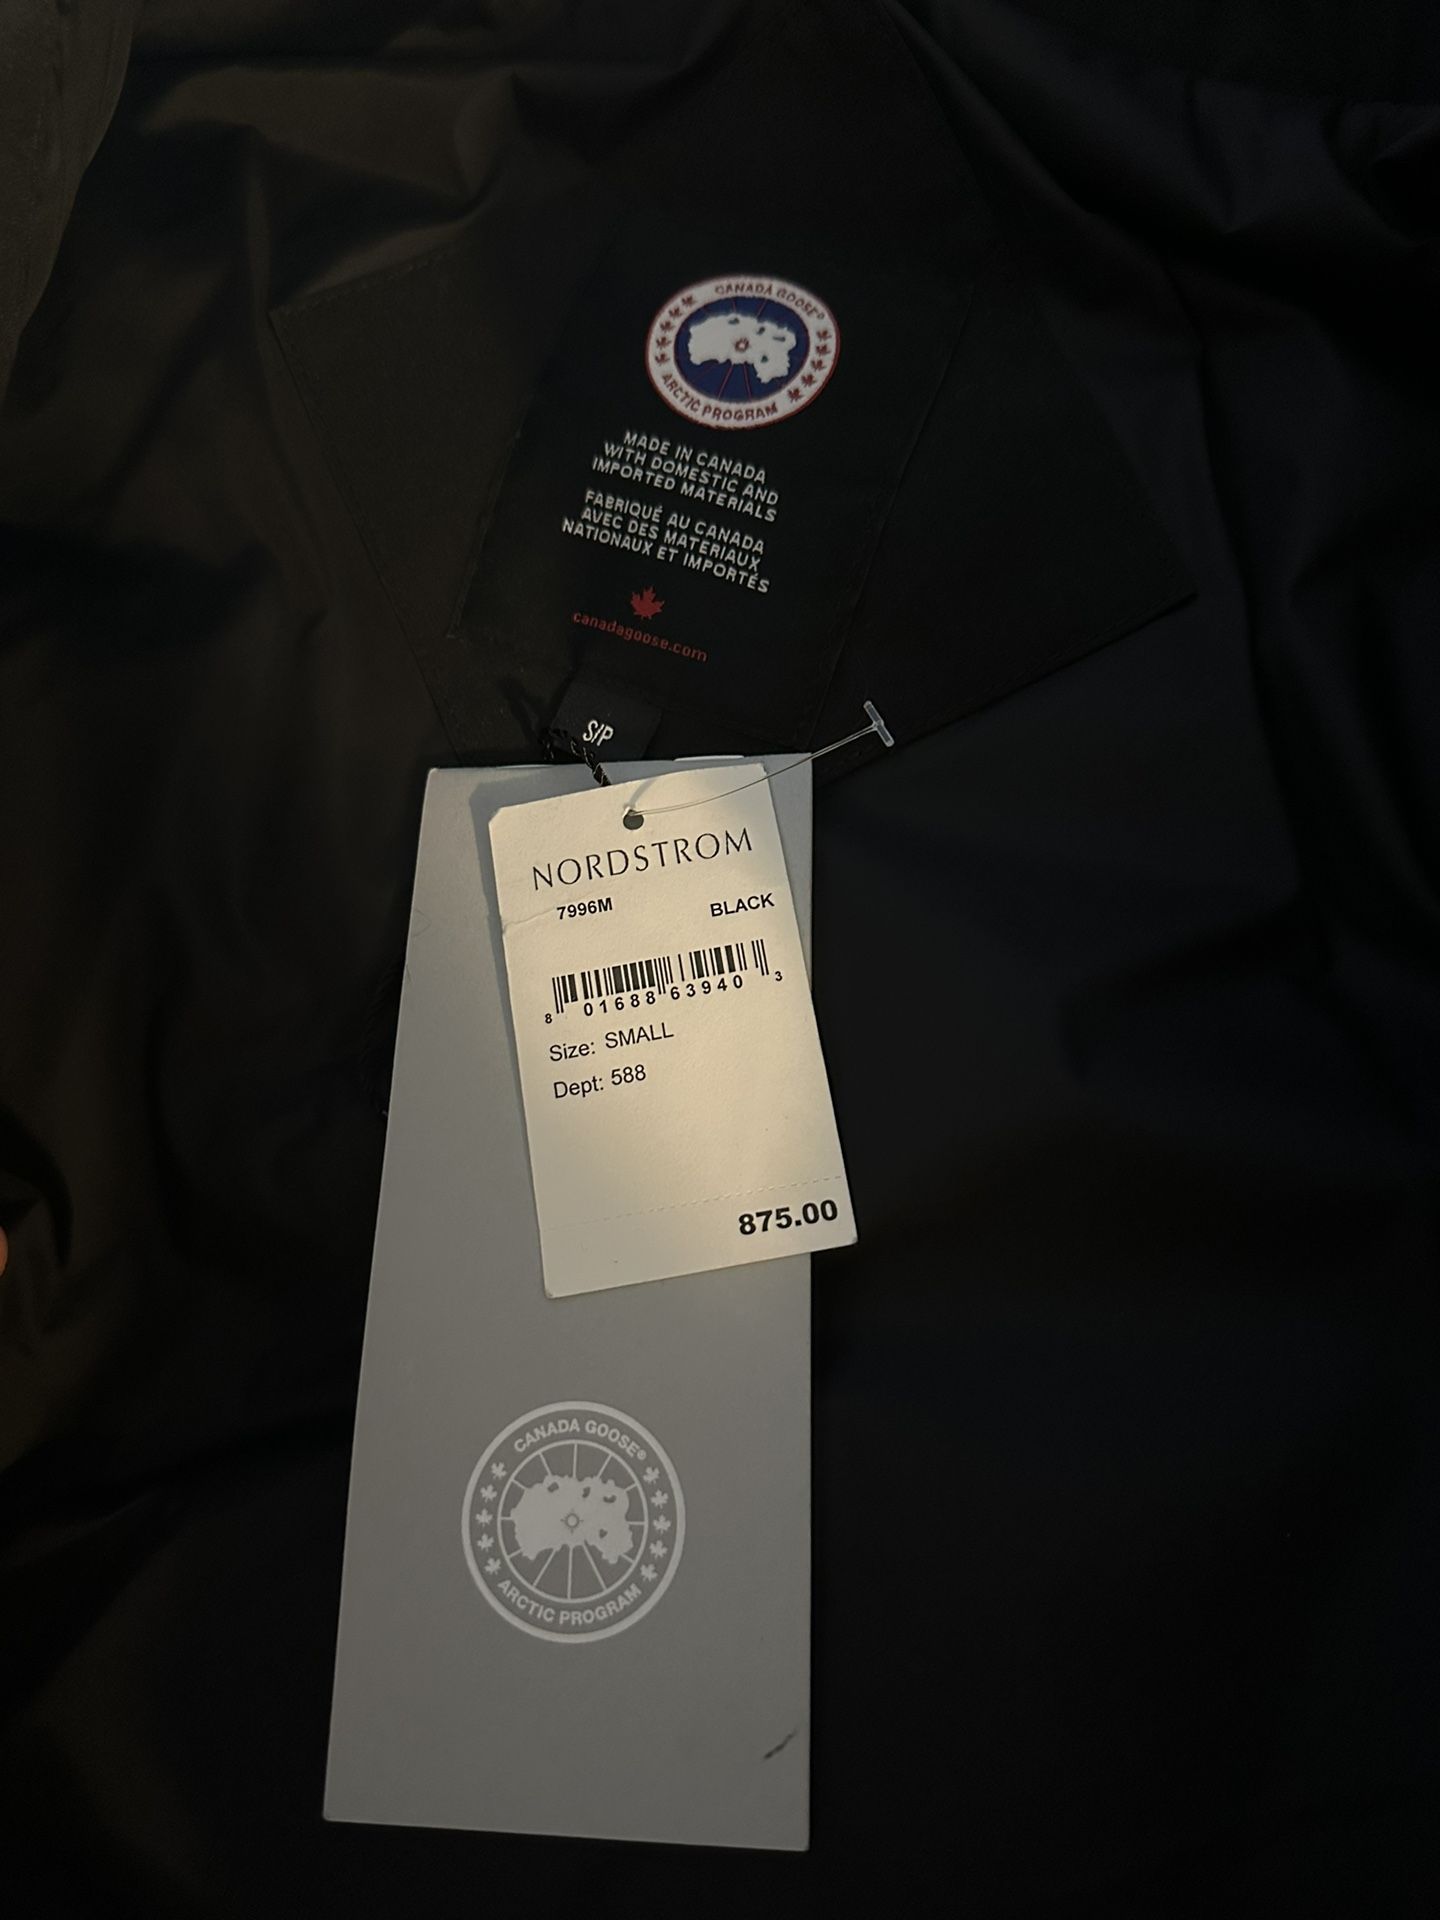 CANADA GOOSE®
ARCTIC PROGRAM
MADE IN CANADA
WITH DOMESTIC AND
IMPORTED MATERIALS
FABRIQUÉ AU CANADA
AVEC DES MATERIAUX
NATIONAUX ET IMPORTÉS
canadagoose.com
S/P
NORDSTROM
7996M BLACK
8 01688 63940 3
Size: SMALL
Dept: 588
875.00
CANADA GOOSE®
ARCTIC PROGRAM